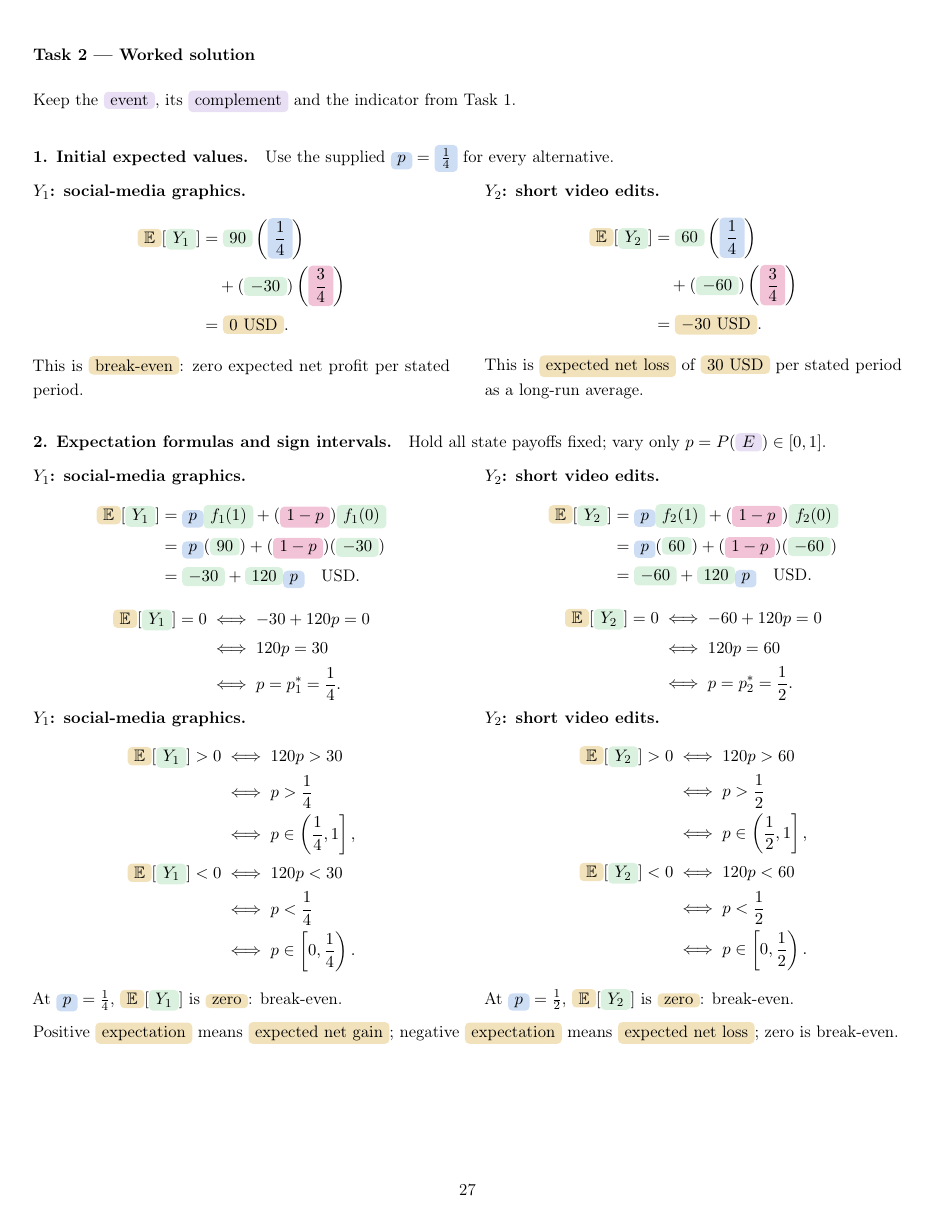 Task 2 — Worked solution
Keep the event, its complement and the indicator from Task 1.
1. Initial expected values. Use the supplied p = 1/4 for every alternative.
Y₁: social-media graphics.
𝔼[Y₁] = 90 (1/4)
+ (−30) (3/4)
= 0 USD.
This is break-even: zero expected net profit per stated
period.
Y₂: short video edits.
𝔼[Y₂] = 60 (1/4)
+ (−60) (3/4)
= −30 USD.
This is expected net loss of 30 USD per stated period
as a long-run average.
2. Expectation formulas and sign intervals. Hold all state payoffs fixed; vary only p = P(E) ∈ [0, 1].
Y₁: social-media graphics.
𝔼[Y₁] = p f₁(1) + (1 − p) f₁(0)
= p(90) + (1 − p)(−30)
= −30 + 120 p USD.
𝔼[Y₁] = 0 ⟺ −30 + 120p = 0
⟺ 120p = 30
⟺ p = p₁* = 1/4.
Y₂: short video edits.
𝔼[Y₂] = p f₂(1) + (1 − p) f₂(0)
= p(60) + (1 − p)(−60)
= −60 + 120 p USD.
𝔼[Y₂] = 0 ⟺ −60 + 120p = 0
⟺ 120p = 60
⟺ p = p₂* = 1/2.
Y₁: social-media graphics.
𝔼[Y₁] > 0 ⟺ 120p > 30
⟺ p > 1/4
⟺ p ∈ (1/4, 1],
𝔼[Y₁] < 0 ⟺ 120p < 30
⟺ p < 1/4
⟺ p ∈ [0, 1/4).
At p = 1/4, 𝔼[Y₁] is zero: break-even.
Y₂: short video edits.
𝔼[Y₂] > 0 ⟺ 120p > 60
⟺ p > 1/2
⟺ p ∈ (1/2, 1],
𝔼[Y₂] < 0 ⟺ 120p < 60
⟺ p < 1/2
⟺ p ∈ [0, 1/2).
At p = 1/2, 𝔼[Y₂] is zero: break-even.
Positive expectation means expected net gain; negative expectation means expected net loss; zero is break-even.
27